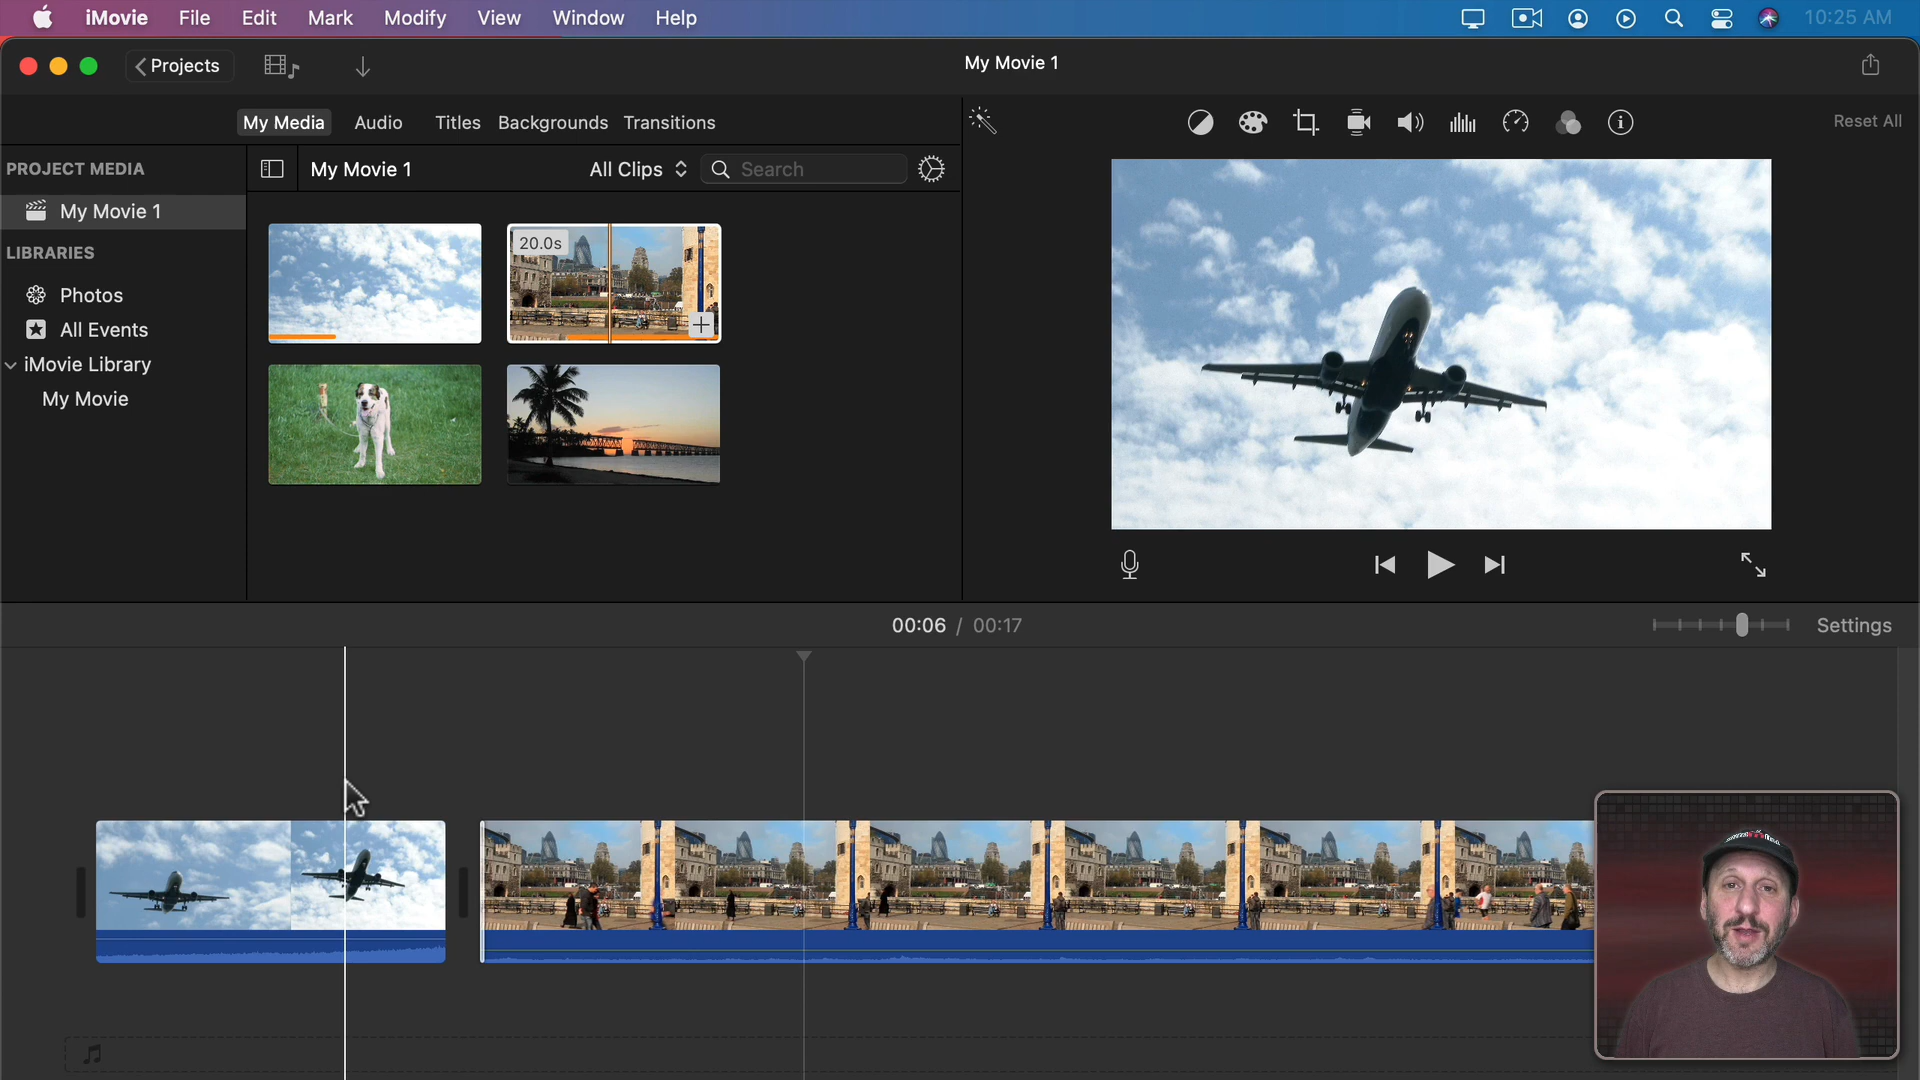 iMovie File Edit Mark Modify View Window Help 10:25 AM
Projects My Movie 1
My Media Audio Titles Backgrounds Transitions Reset All
PROJECT MEDIA
My Movie 1 All Clips Search
My Movie 1
LIBRARIES
20.0s
Photos
All Events
iMovie Library
My Movie
00:06 / 00:17 Settings